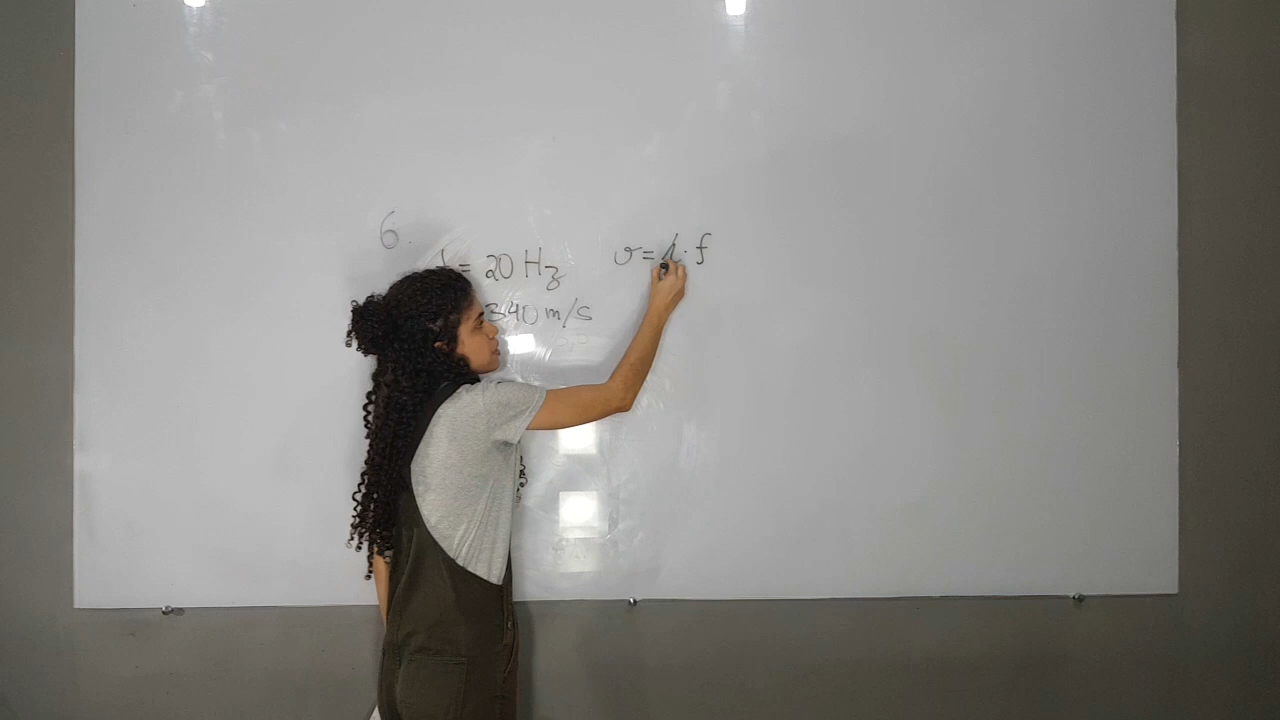 6.
f = 20 Hz
340 m/s
v = λ · f